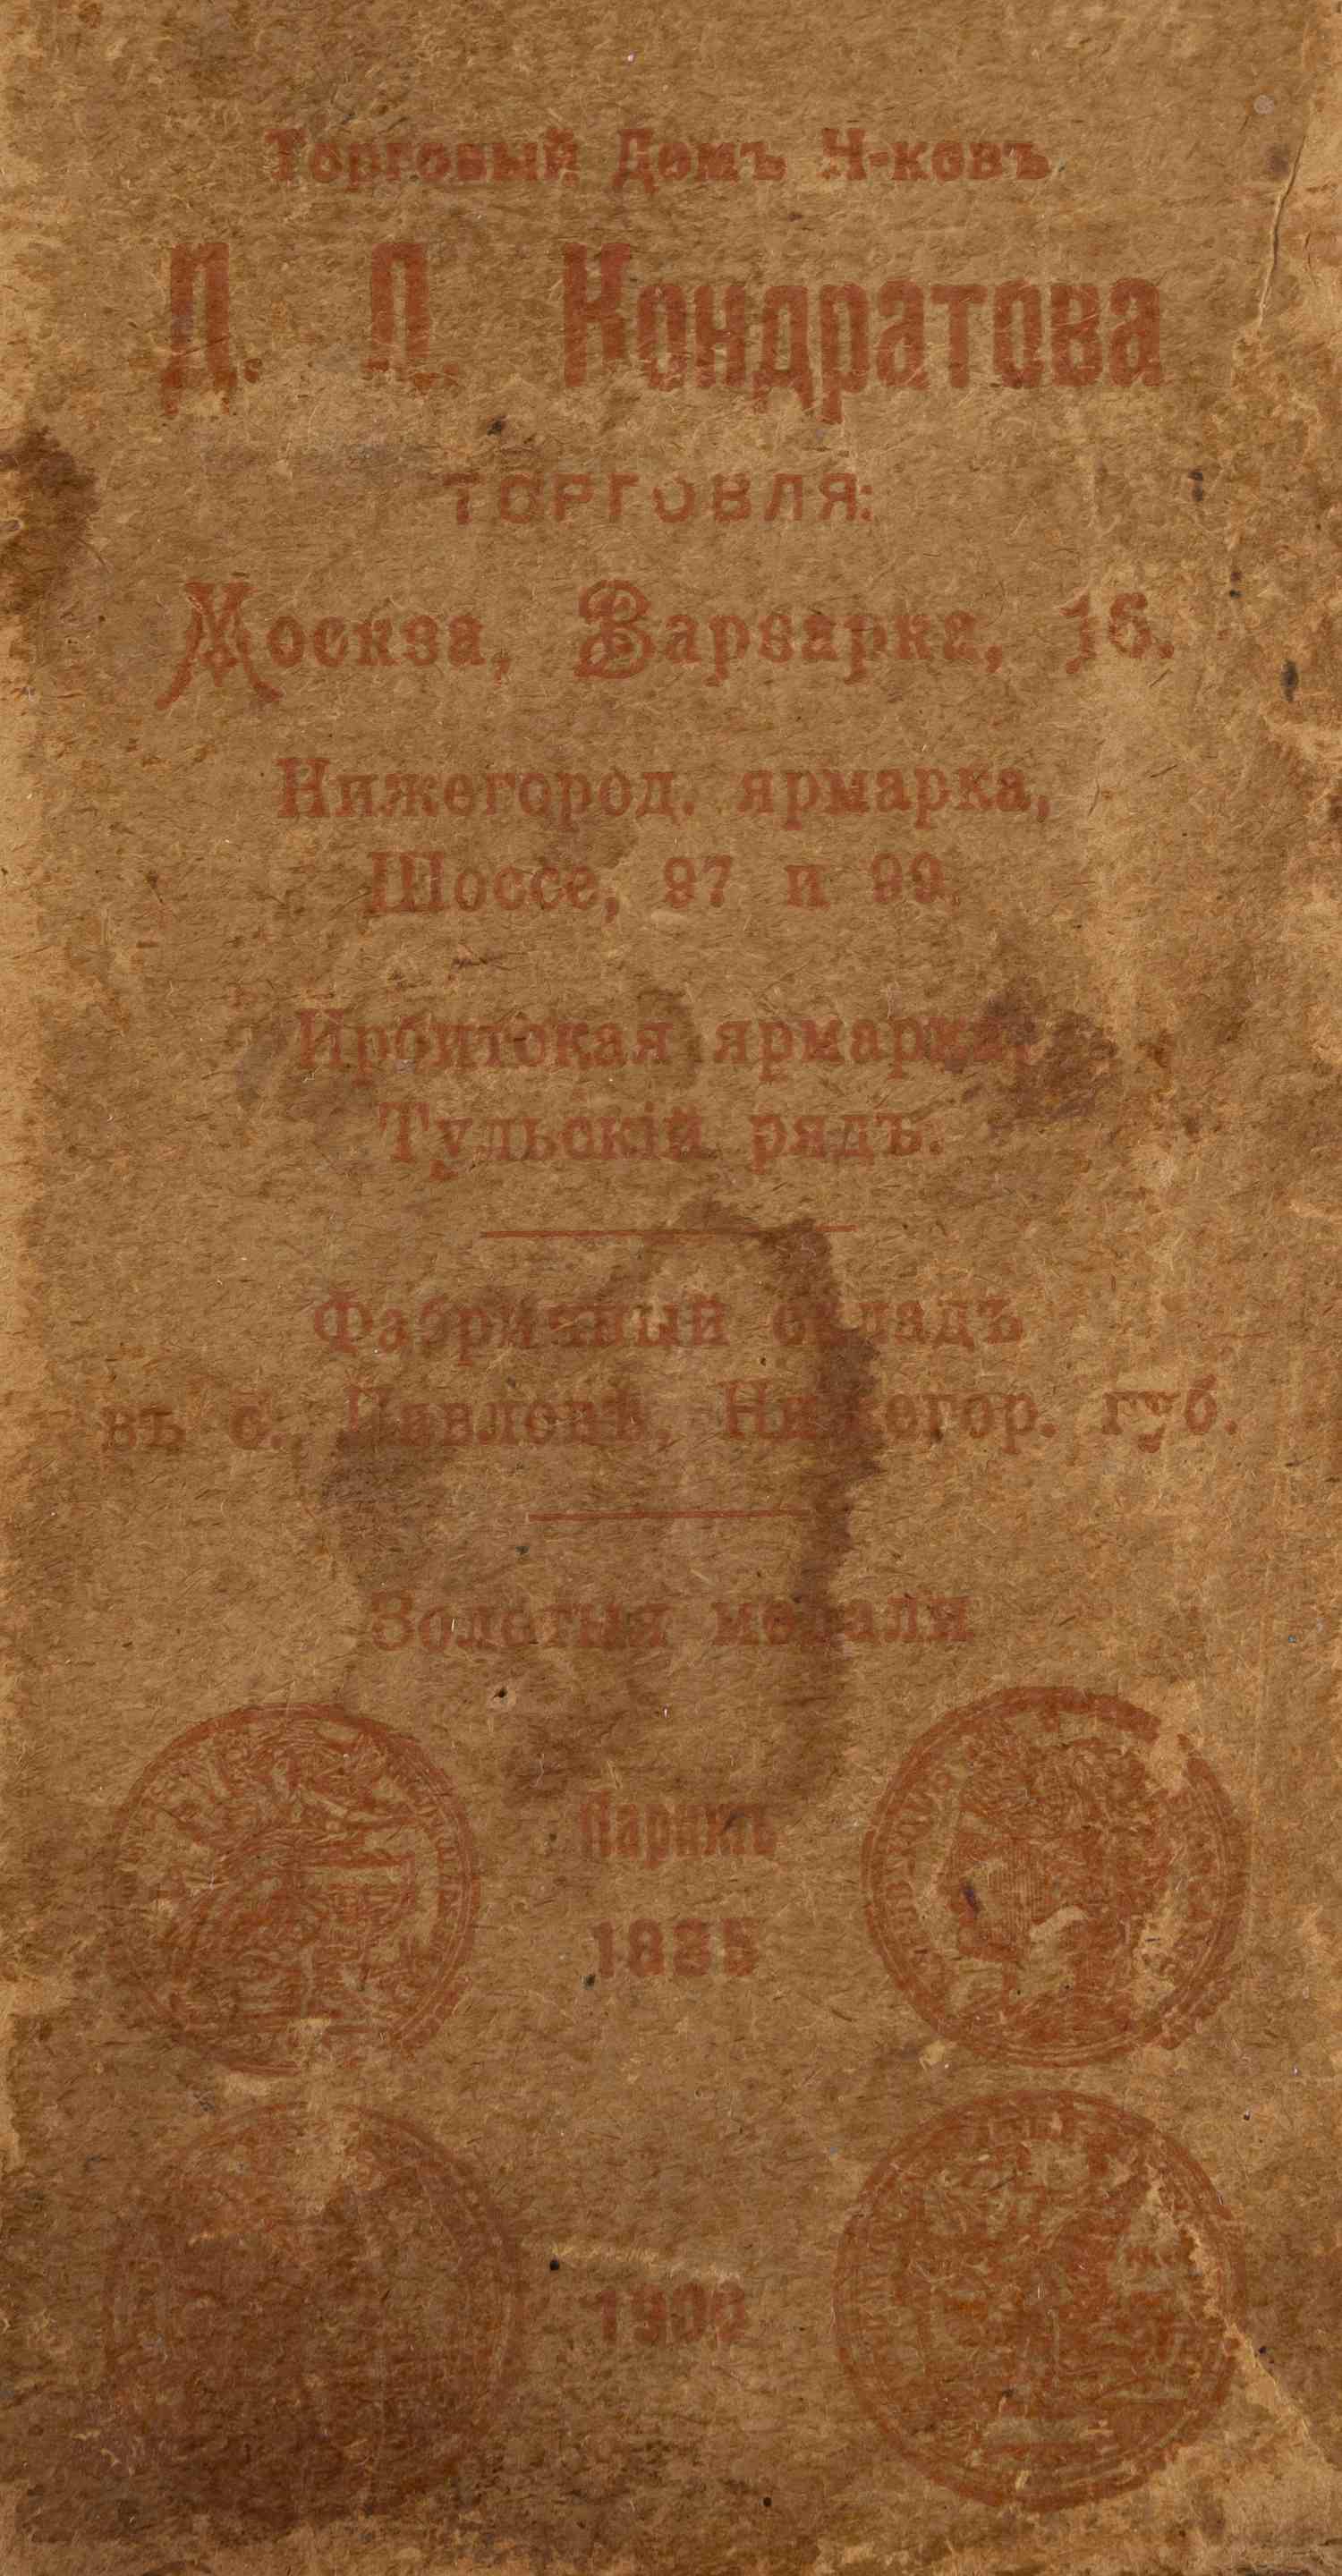 Торговый Домъ Н-ковъ
Д. Д. Кондратова
ТОРГОВЛЯ:
Москва, Варварка, 16.
Нижегород. ярмарка,
Шоссе, 97 и 99.
Ирбитская ярмарка,
Тульскій рядъ.
Фабричный складъ
въ с. Павловѣ, Нижегор. губ.
Золотыя медали
Парижъ
1885
1900